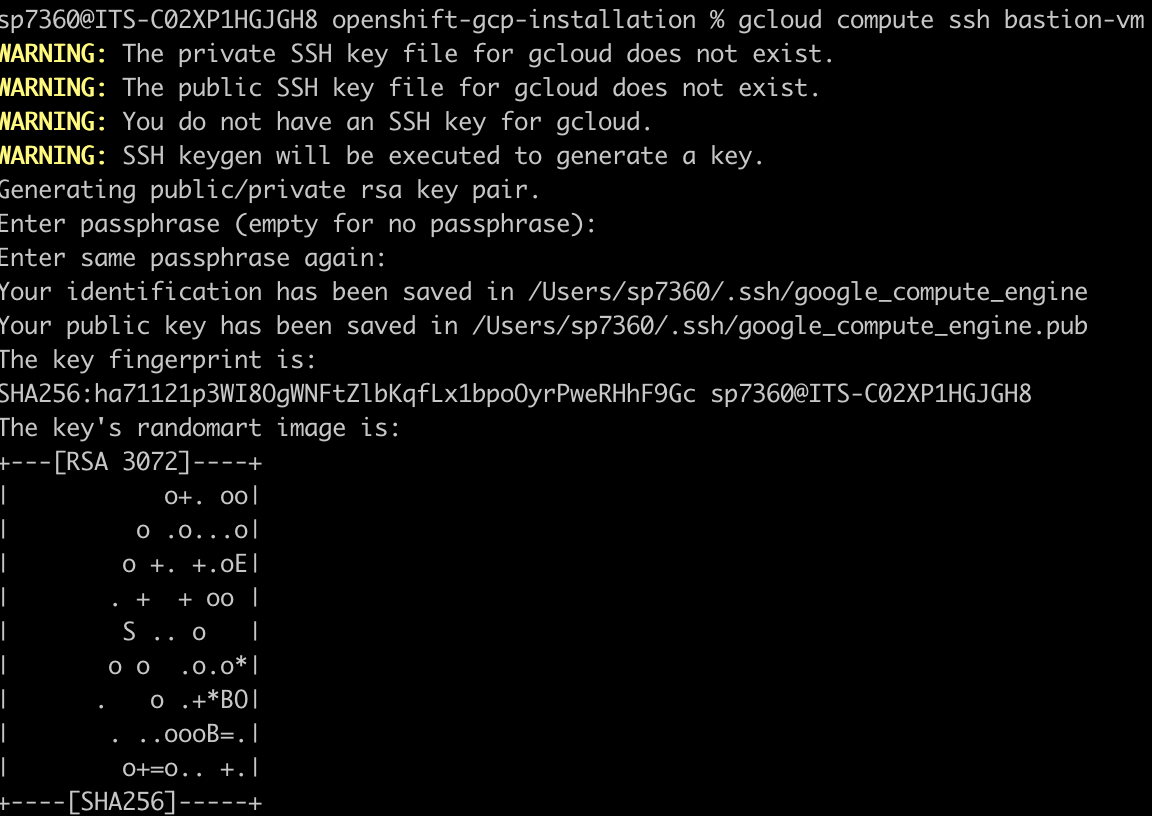 sp7360@ITS-C02XP1HGJGH8 openshift-gcp-installation % gcloud compute ssh bastion-vm
WARNING: The private SSH key file for gcloud does not exist.
WARNING: The public SSH key file for gcloud does not exist.
WARNING: You do not have an SSH key for gcloud.
WARNING: SSH keygen will be executed to generate a key.
Generating public/private rsa key pair.
Enter passphrase (empty for no passphrase):
Enter same passphrase again:
Your identification has been saved in /Users/sp7360/.ssh/google_compute_engine
Your public key has been saved in /Users/sp7360/.ssh/google_compute_engine.pub
The key fingerprint is:
SHA256:ha71121p3WI8OgWNFtZlbKqfLx1bpoOyrPweRHhF9Gc sp7360@ITS-C02XP1HGJGH8
The key's randomart image is:
+---[RSA 3072]----+
|           o+. oo|
|         o .o...o|
|        o +. +.oE|
|       . +  + oo |
|        S .. o   |
|       o o  .o.o*|
|      .   o .+*BO|
|       . ..oooB=.|
|        o+=o.. +.|
+----[SHA256]-----+